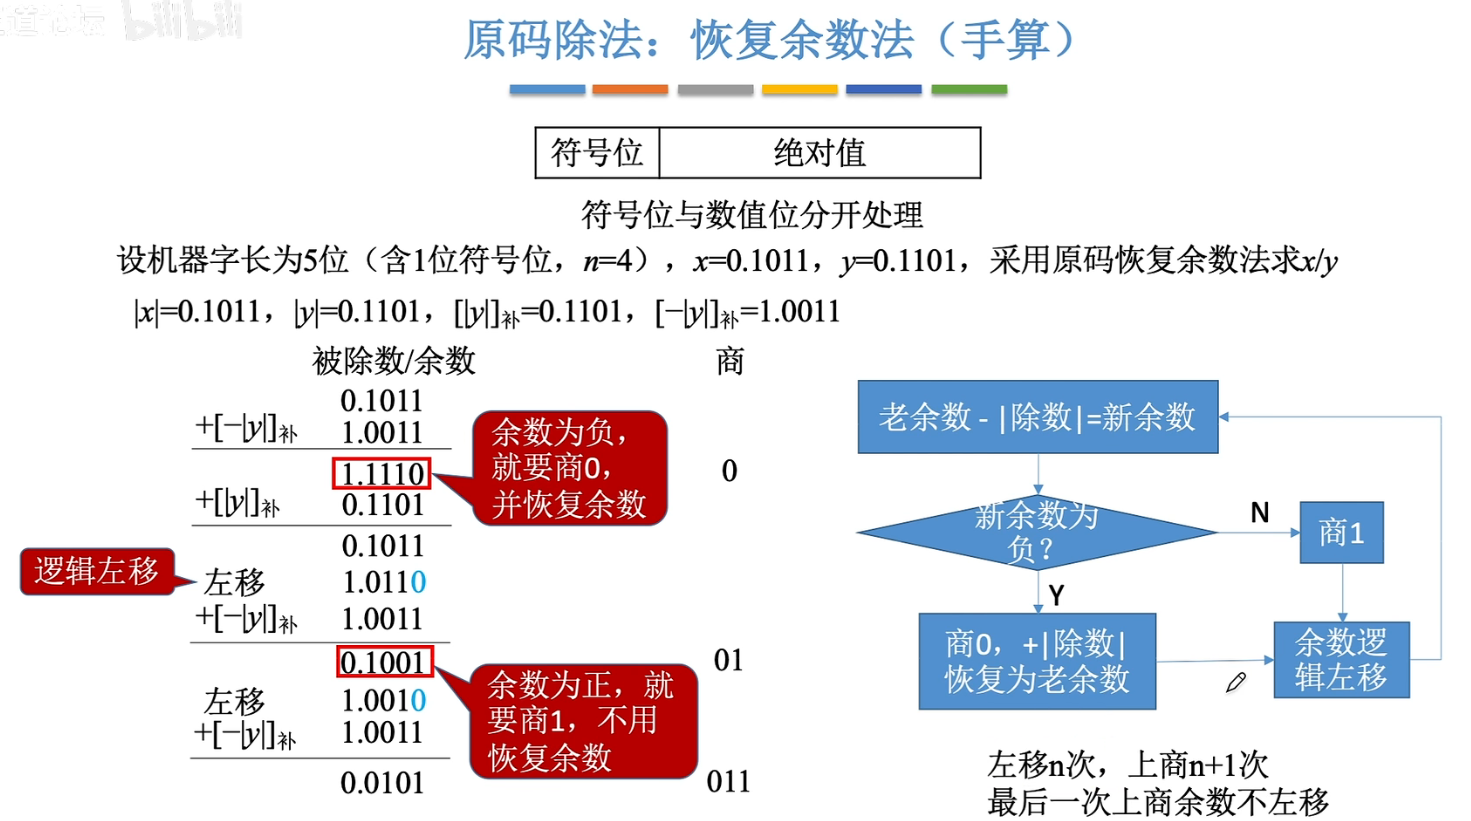 道论坛 bilibili
原码除法：恢复余数法（手算）
符号位 绝对值
符号位与数值位分开处理
设机器字长为5位（含1位符号位，n=4），x=0.1011，y=0.1101，采用原码恢复余数法求x/y
|x|=0.1011，|y|=0.1101，[|y|]补=0.1101，[−|y|]补=1.0011
被除数/余数 商
0.1011
+[−|y|]补 1.0011
1.1110 0
+[|y|]补 0.1101
0.1011
左移 1.0110
+[−|y|]补 1.0011
0.1001 01
左移 1.0010
+[−|y|]补 1.0011
0.0101 011
余数为负，
就要商0，
并恢复余数
逻辑左移
余数为正，就
要商1，不用
恢复余数
老余数 - |除数|=新余数
新余数为
负？
N
商1
Y
商0，+|除数|
恢复为老余数
余数逻
辑左移
左移n次，上商n+1次
最后一次上商余数不左移